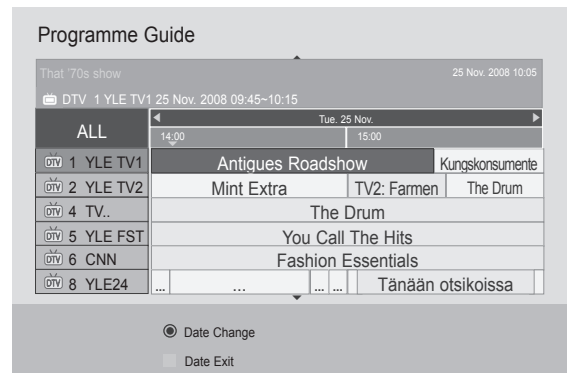 Programme Guide
That '70s show 25 Nov. 2008 10:05
DTV 1 YLE TV1 25 Nov. 2008 09:45~10:15
ALL
Tue. 25 Nov.
14:00 15:00
DTV 1 YLE TV1 Antigues Roadshow Kungskonsumente
DTV 2 YLE TV2 Mint Extra TV2: Farmen The Drum
DTV 4 TV.. The Drum
DTV 5 YLE FST You Call The Hits
DTV 6 CNN Fashion Essentials
DTV 8 YLE24 ... ... ... ... Tänään otsikoissa
Date Change
Date Exit